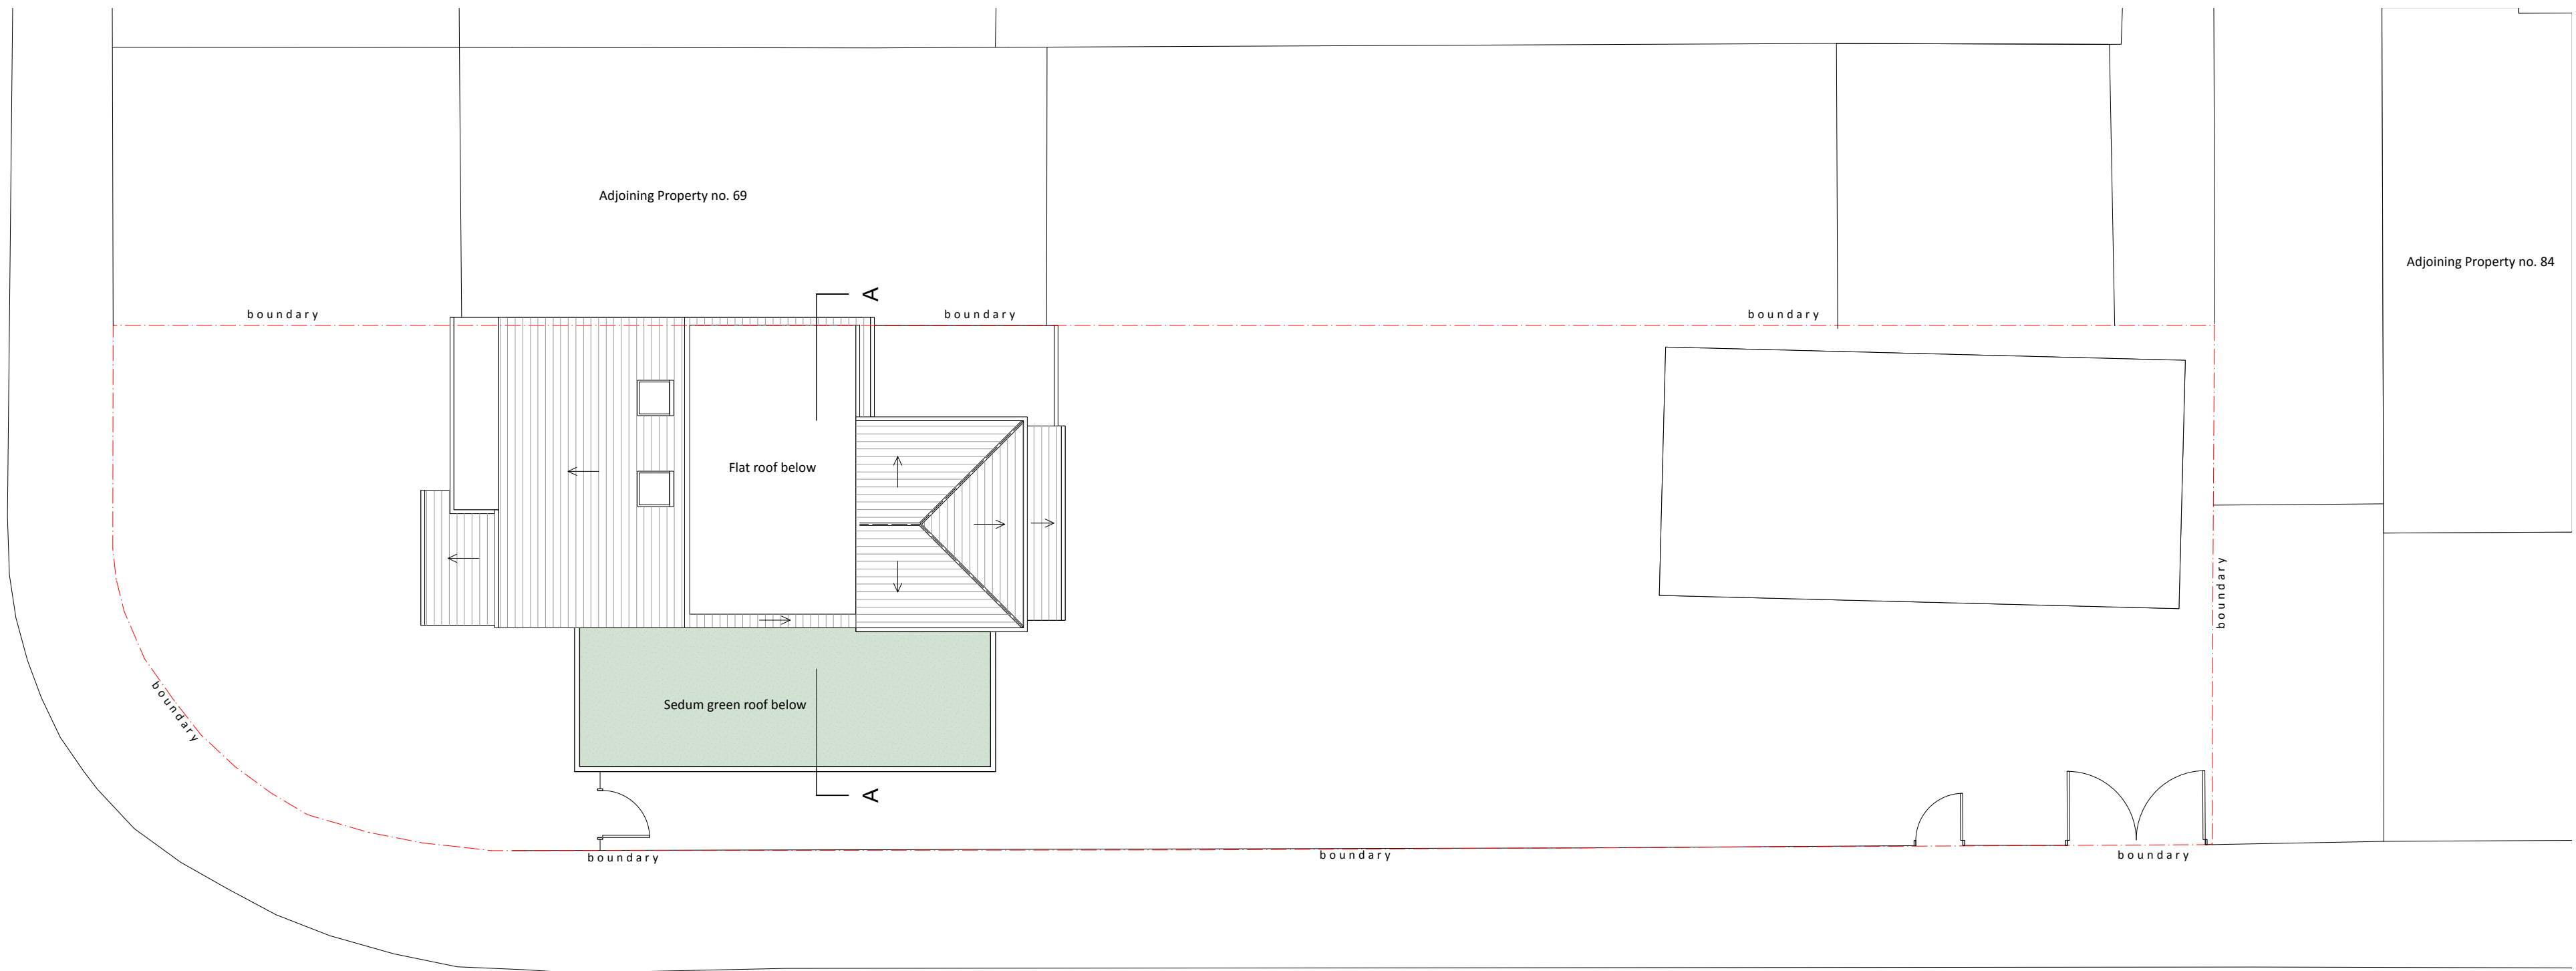 Adjoining Property no. 69
Adjoining Property no. 84
A
boundary
boundary
boundary
Flat roof below
boundary
boundary
Sedum green roof below
A
boundary
boundary
boundary